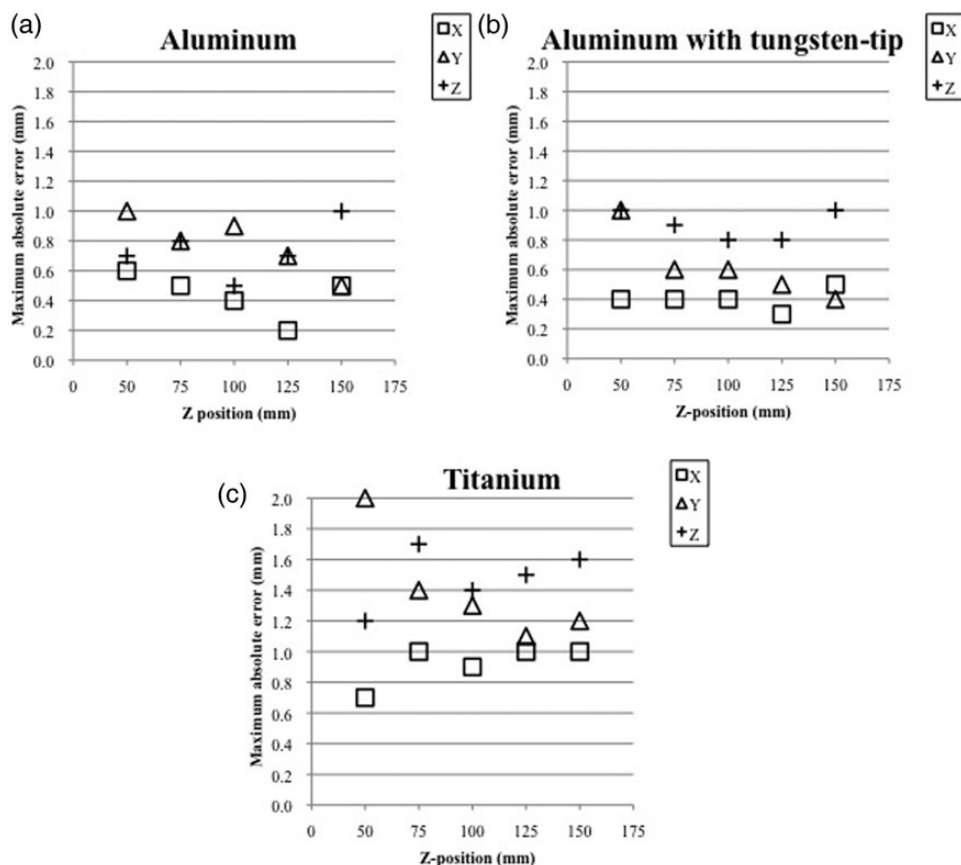 (a)
Aluminum
X
Y
Z
Maximum absolute error (mm)
2.0
1.8
1.6
1.4
1.2
1.0
0.8
0.6
0.4
0.2
0.0
0 50 75 100 125 150 175
Z position (mm)
(b)
Aluminum with tungsten-tip
X
Y
Z
Maximum absolute error (mm)
2.0
1.8
1.6
1.4
1.2
1.0
0.8
0.6
0.4
0.2
0.0
0 50 75 100 125 150 175
Z-position (mm)
(c)
Titanium
X
Y
Z
Maximum absolute error (mm)
2.0
1.8
1.6
1.4
1.2
1.0
0.8
0.6
0.4
0.2
0.0
0 50 75 100 125 150 175
Z-position (mm)